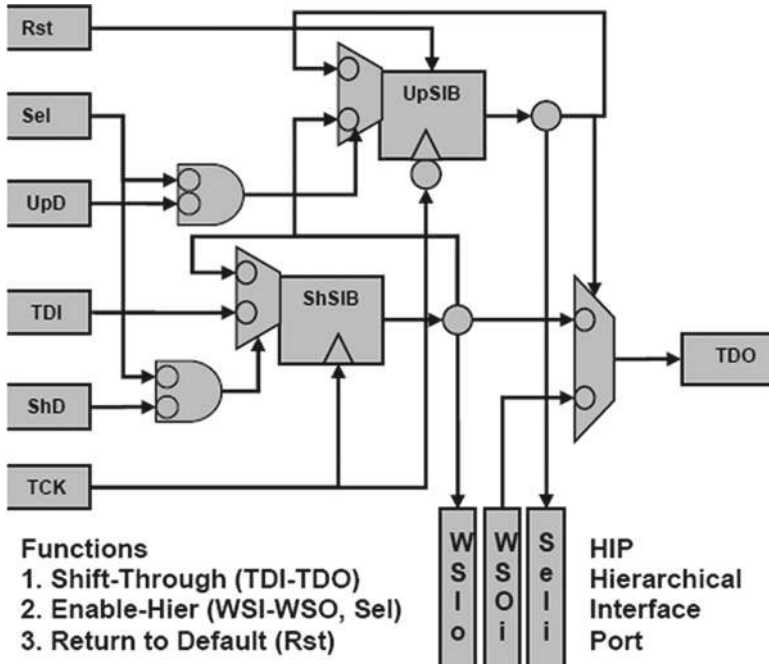 Rst
UpSIB
Sel
UpD
ShSIB
TDI
TDO
ShD
TCK
Functions
1. Shift-Through (TDI-TDO)
2. Enable-Hier (WSI-WSO, Sel)
3. Return to Default (Rst)
WSIo
WSOi
Seli
HIP
Hierarchical
Interface
Port